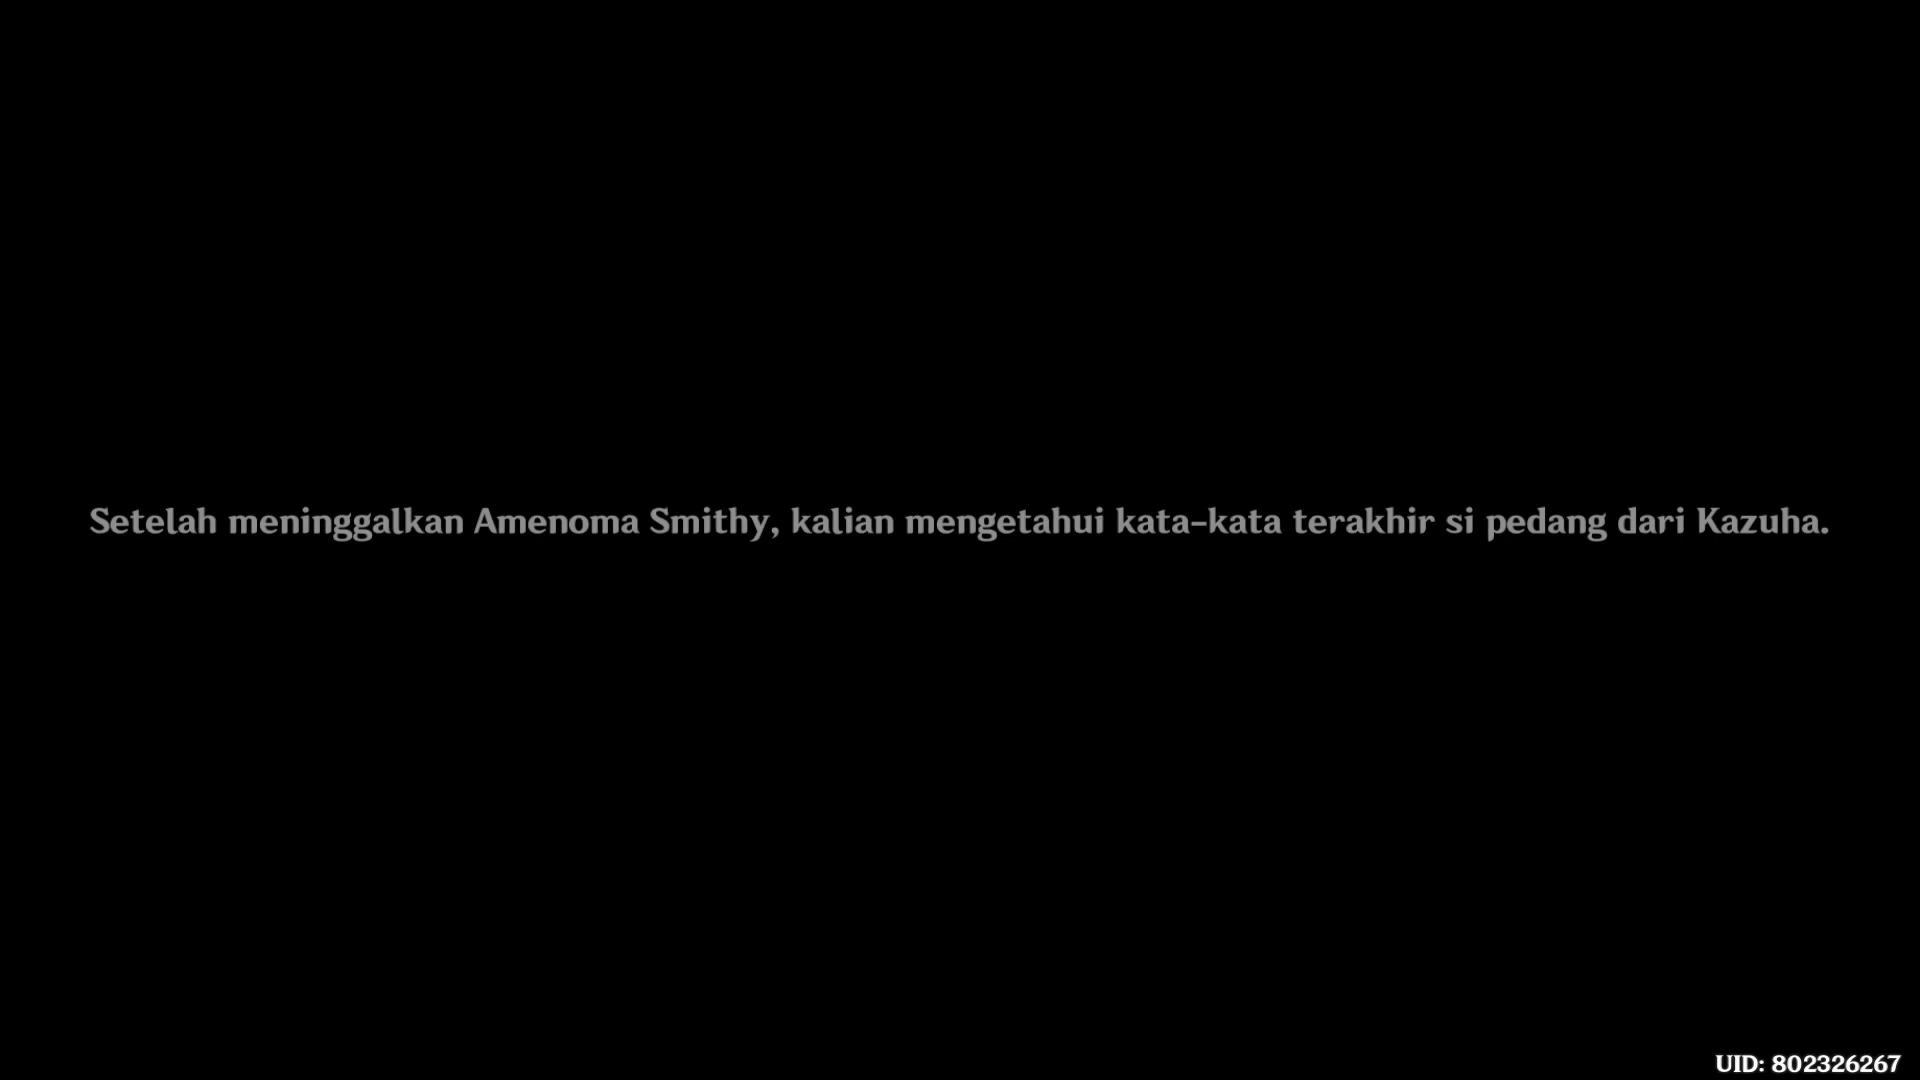 Setelah meninggalkan Amenoma Smithy, kalian mengetahui kata-kata terakhir si pedang dari Kazuha.
UID: 802326267